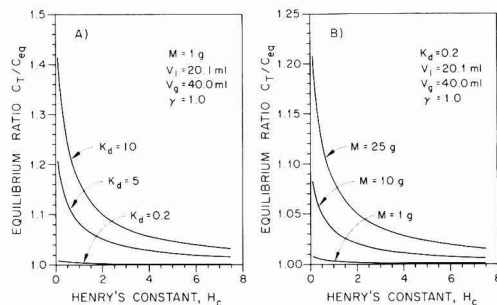 A)
M = 1g
V_l = 20.1 ml
V_g = 40.0 ml
γ = 1.0
K_d = 10
K_d = 5
K_d = 0.2
EQUILIBRIUM RATIO C_T/C_eq
1.5
1.4
1.3
1.2
1.1
1.0
0 2 4 6 8
HENRY'S CONSTANT, H_c
B)
K_d = 0.2
V_l = 20.1 ml
V_g = 40.0 ml
γ = 1.0
M = 25 g
M = 10 g
M = 1 g
EQUILIBRIUM RATIO C_T/C_eq
1.25
1.20
1.15
1.10
1.05
1.00
0 2 4 6 8
HENRY'S CONSTANT, H_c